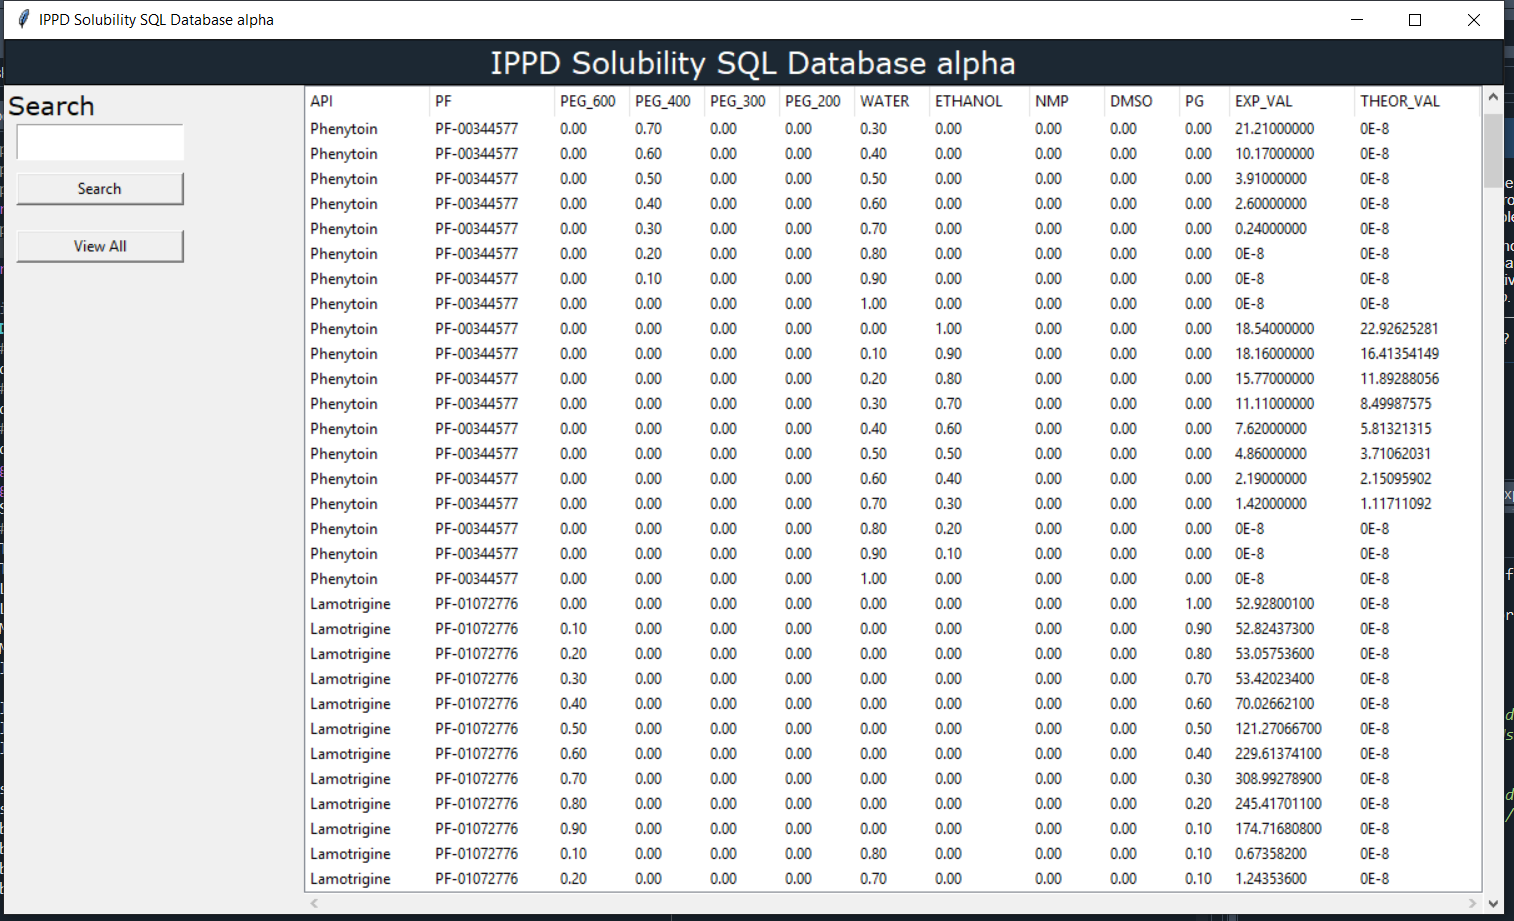 IPPD Solubility SQL Database alpha
IPPD Solubility SQL Database alpha
Search
Search
View All
API PF PEG_600 PEG_400 PEG_300 PEG_200 WATER ETHANOL NMP DMSO PG EXP_VAL THEOR_VAL
Phenytoin PF-00344577 0.00 0.70 0.00 0.00 0.30 0.00 0.00 0.00 0.00 21.21000000 0E-8
Phenytoin PF-00344577 0.00 0.60 0.00 0.00 0.40 0.00 0.00 0.00 0.00 10.17000000 0E-8
Phenytoin PF-00344577 0.00 0.50 0.00 0.00 0.50 0.00 0.00 0.00 0.00 3.91000000 0E-8
Phenytoin PF-00344577 0.00 0.40 0.00 0.00 0.60 0.00 0.00 0.00 0.00 2.60000000 0E-8
Phenytoin PF-00344577 0.00 0.30 0.00 0.00 0.70 0.00 0.00 0.00 0.00 0.24000000 0E-8
Phenytoin PF-00344577 0.00 0.20 0.00 0.00 0.80 0.00 0.00 0.00 0.00 0E-8 0E-8
Phenytoin PF-00344577 0.00 0.10 0.00 0.00 0.90 0.00 0.00 0.00 0.00 0E-8 0E-8
Phenytoin PF-00344577 0.00 0.00 0.00 0.00 1.00 0.00 0.00 0.00 0.00 0E-8 0E-8
Phenytoin PF-00344577 0.00 0.00 0.00 0.00 0.00 1.00 0.00 0.00 0.00 18.54000000 22.92625281
Phenytoin PF-00344577 0.00 0.00 0.00 0.00 0.10 0.90 0.00 0.00 0.00 18.16000000 16.41354149
Phenytoin PF-00344577 0.00 0.00 0.00 0.00 0.20 0.80 0.00 0.00 0.00 15.77000000 11.89288056
Phenytoin PF-00344577 0.00 0.00 0.00 0.00 0.30 0.70 0.00 0.00 0.00 11.11000000 8.49987575
Phenytoin PF-00344577 0.00 0.00 0.00 0.00 0.40 0.60 0.00 0.00 0.00 7.62000000 5.81321315
Phenytoin PF-00344577 0.00 0.00 0.00 0.00 0.50 0.50 0.00 0.00 0.00 4.86000000 3.71062031
Phenytoin PF-00344577 0.00 0.00 0.00 0.00 0.60 0.40 0.00 0.00 0.00 2.19000000 2.15095902
Phenytoin PF-00344577 0.00 0.00 0.00 0.00 0.70 0.30 0.00 0.00 0.00 1.42000000 1.11711092
Phenytoin PF-00344577 0.00 0.00 0.00 0.00 0.80 0.20 0.00 0.00 0.00 0E-8 0E-8
Phenytoin PF-00344577 0.00 0.00 0.00 0.00 0.90 0.10 0.00 0.00 0.00 0E-8 0E-8
Phenytoin PF-00344577 0.00 0.00 0.00 0.00 1.00 0.00 0.00 0.00 0.00 0E-8 0E-8
Lamotrigine PF-01072776 0.00 0.00 0.00 0.00 0.00 0.00 0.00 0.00 1.00 52.92800100 0E-8
Lamotrigine PF-01072776 0.10 0.00 0.00 0.00 0.00 0.00 0.00 0.00 0.90 52.82437300 0E-8
Lamotrigine PF-01072776 0.20 0.00 0.00 0.00 0.00 0.00 0.00 0.00 0.80 53.05753600 0E-8
Lamotrigine PF-01072776 0.30 0.00 0.00 0.00 0.00 0.00 0.00 0.00 0.70 53.42023400 0E-8
Lamotrigine PF-01072776 0.40 0.00 0.00 0.00 0.00 0.00 0.00 0.00 0.60 70.02662100 0E-8
Lamotrigine PF-01072776 0.50 0.00 0.00 0.00 0.00 0.00 0.00 0.00 0.50 121.27066700 0E-8
Lamotrigine PF-01072776 0.60 0.00 0.00 0.00 0.00 0.00 0.00 0.00 0.40 229.61374100 0E-8
Lamotrigine PF-01072776 0.70 0.00 0.00 0.00 0.00 0.00 0.00 0.00 0.30 308.99278900 0E-8
Lamotrigine PF-01072776 0.80 0.00 0.00 0.00 0.00 0.00 0.00 0.00 0.20 245.41701100 0E-8
Lamotrigine PF-01072776 0.90 0.00 0.00 0.00 0.00 0.00 0.00 0.00 0.10 174.71680800 0E-8
Lamotrigine PF-01072776 0.10 0.00 0.00 0.00 0.80 0.00 0.00 0.00 0.10 0.67358200 0E-8
Lamotrigine PF-01072776 0.20 0.00 0.00 0.00 0.70 0.00 0.00 0.00 0.10 1.24353600 0E-8